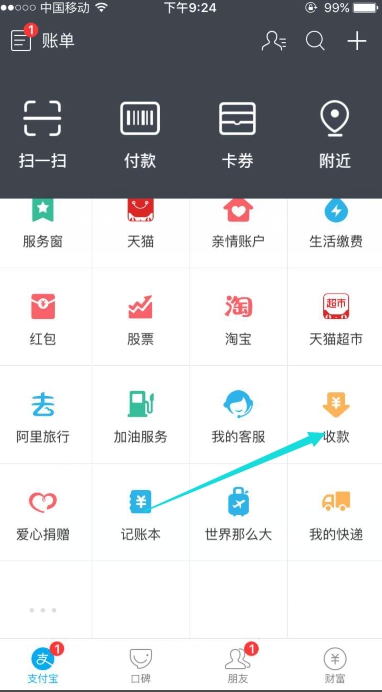 中国移动 下午9:24 99%
1
账单
扫一扫 付款 卡券 附近
服务窗 天猫 亲情账户 生活缴费
淘 超市
红包 股票 淘宝 天猫超市
去
阿里旅行 加油服务 我的客服 收款
爱心捐赠 记账本 世界那么大 我的快递
支 1 1
支付宝 口碑 朋友 财富